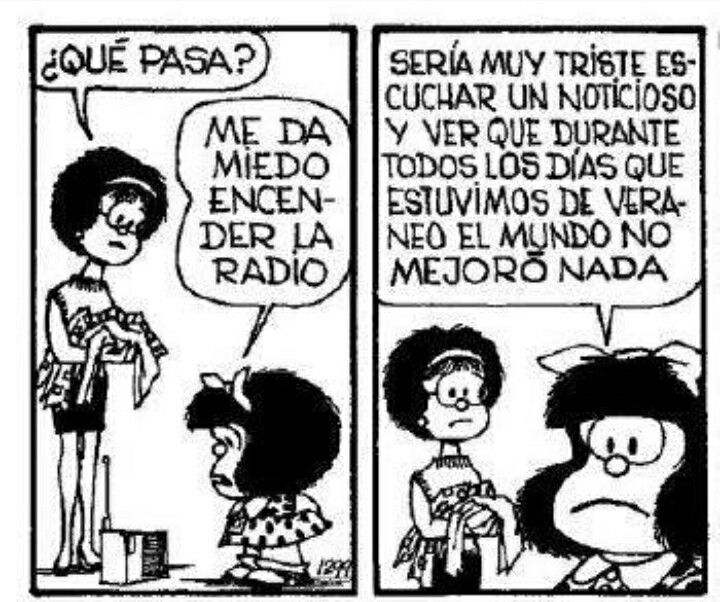 ¿QUÉ PASA?
ME DA
MIEDO
ENCEN-
DER LA
RADIO
1299
SERÍA MUY TRISTE ES-
CUCHAR UN NOTICIOSO
Y VER QUE DURANTE
TODOS LOS DÍAS QUE
ESTUVIMOS DE VERA-
NEO EL MUNDO NO
MEJORÓ NADA